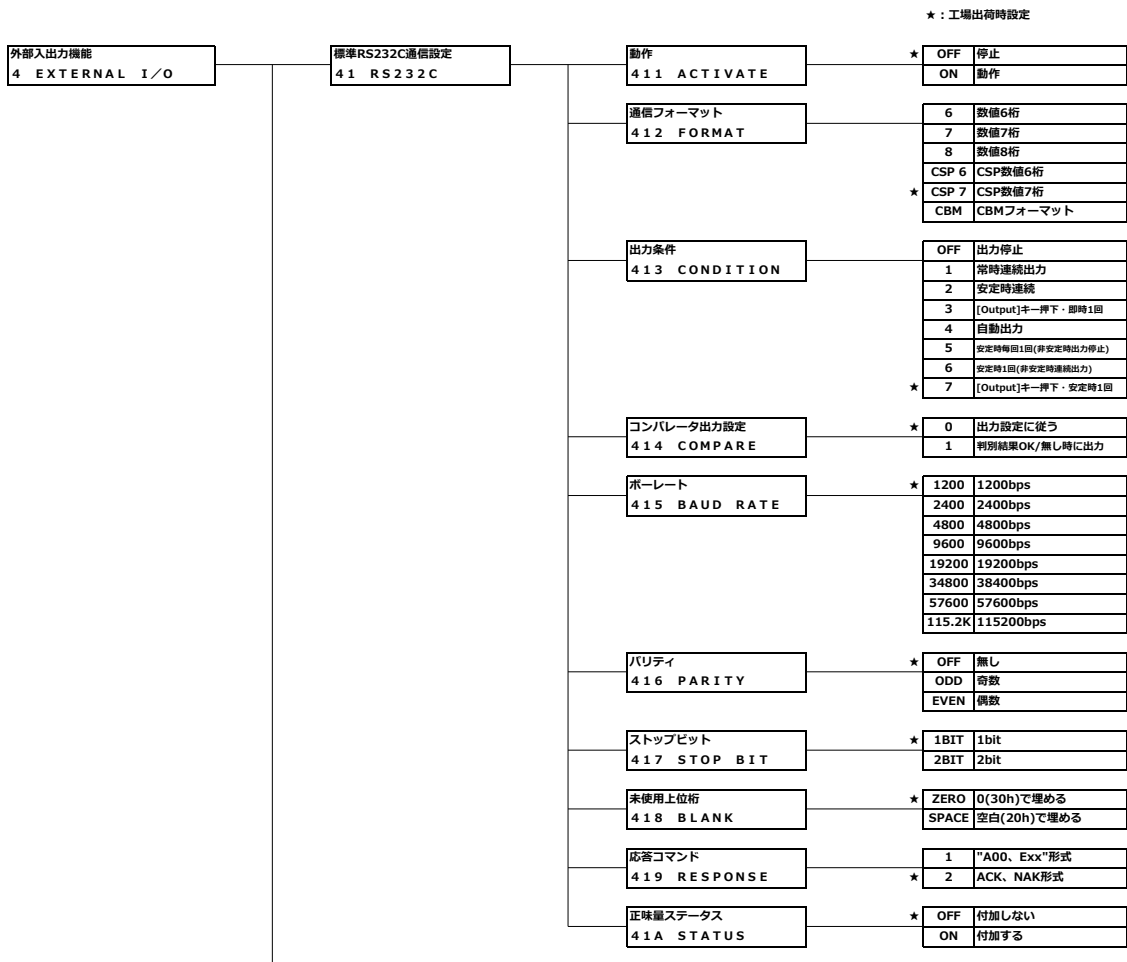 ★：工場出荷時設定
外部入出力機能
４　ＥＸＴＥＲＮＡＬ　Ｉ／Ｏ
標準RS232C通信設定
４１　ＲＳ２３２Ｃ
動作
４１１　ＡＣＴＩＶＡＴＥ
★ OFF 停止
ON 動作
通信フォーマット
４１２　ＦＯＲＭＡＴ
6 数値6桁
7 数値7桁
8 数値8桁
CSP 6 CSP数値6桁
★ CSP 7 CSP数値7桁
CBM CBMフォーマット
出力条件
４１３　ＣＯＮＤＩＴＩＯＮ
OFF 出力停止
1 常時連続出力
2 安定時連続
3 [Output]キー押下・即時1回
4 自動出力
5 安定時毎回1回(非安定時出力停止)
6 安定時1回(非安定時連続出力)
★ 7 [Output]キー押下・安定時1回
コンパレータ出力設定
４１４　ＣＯＭＰＡＲＥ
★ 0 出力設定に従う
1 判別結果OK/無し時に出力
ボーレート
４１５　ＢＡＵＤ　ＲＡＴＥ
★ 1200 1200bps
2400 2400bps
4800 4800bps
9600 9600bps
19200 19200bps
34800 38400bps
57600 57600bps
115.2K 115200bps
パリティ
４１６　ＰＡＲＩＴＹ
★ OFF 無し
ODD 奇数
EVEN 偶数
ストップビット
４１７　ＳＴＯＰ　ＢＩＴ
★ 1BIT 1bit
2BIT 2bit
未使用上位桁
４１８　ＢＬＡＮＫ
★ ZERO 0(30h)で埋める
SPACE 空白(20h)で埋める
応答コマンド
４１９　ＲＥＳＰＯＮＳＥ
1 "A00、Exx"形式
★ 2 ACK、NAK形式
正味量ステータス
４１Ａ　ＳＴＡＴＵＳ
★ OFF 付加しない
ON 付加する